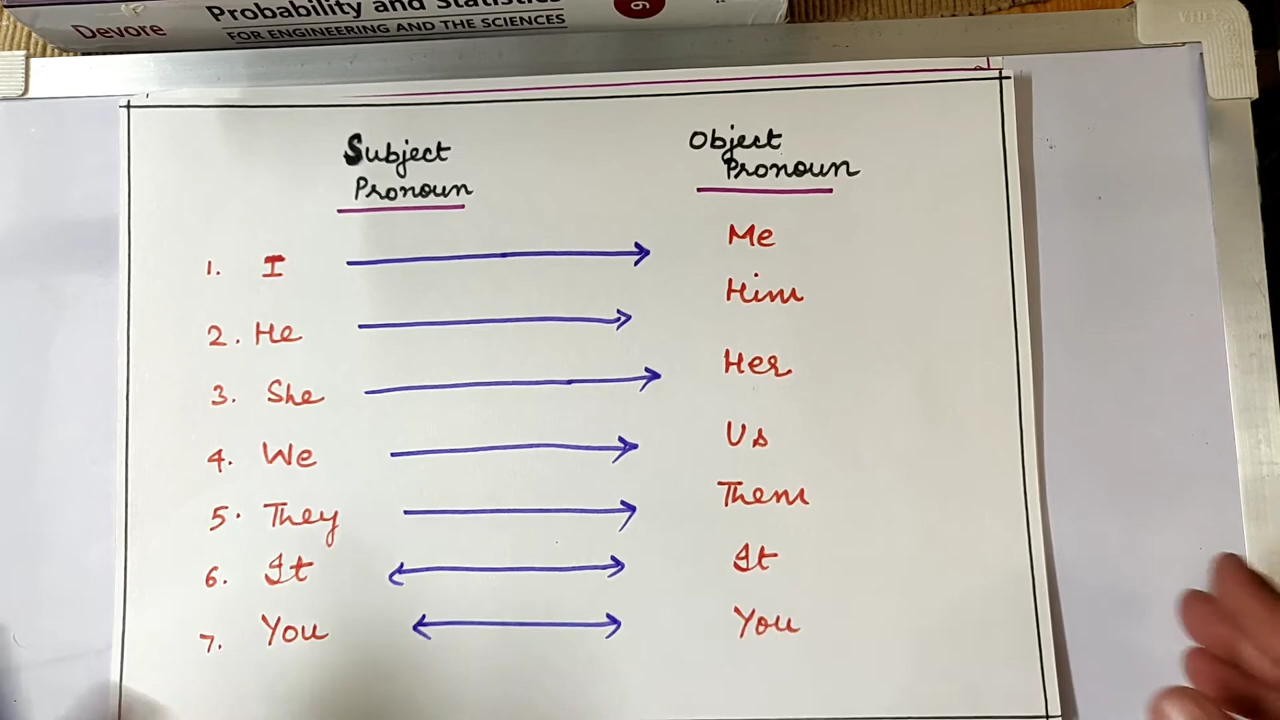 Probability and Statistics
Devore
FOR ENGINEERING AND THE SCIENCES
9
Subject Pronoun
Object Pronoun
1. I Me
2. He Him
3. She Her
4. We Us
5. They Them
6. It It
7. You You